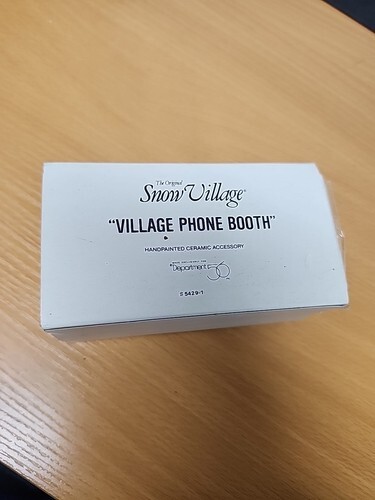 The Original
Snow Village®
"VILLAGE PHONE BOOTH"
HANDPAINTED CERAMIC ACCESSORY
Department 56
S 5429-1